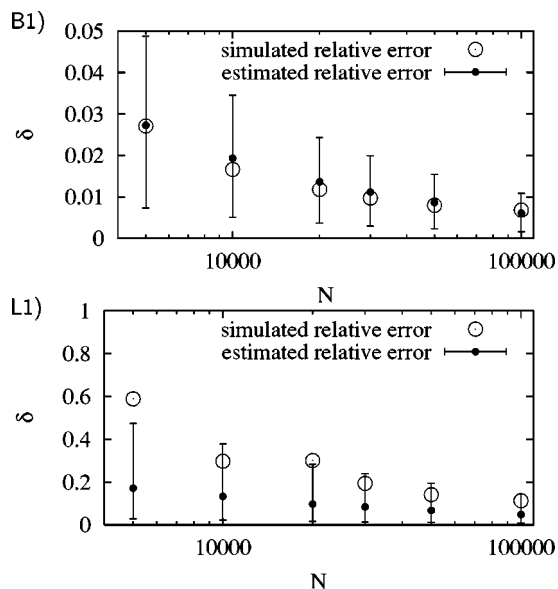 B1)
0.05
simulated relative error
estimated relative error
0.04
0.03
δ
0.02
0.01
0
10000
100000
N
L1)
1
simulated relative error
estimated relative error
0.8
0.6
δ
0.4
0.2
0
10000
100000
N